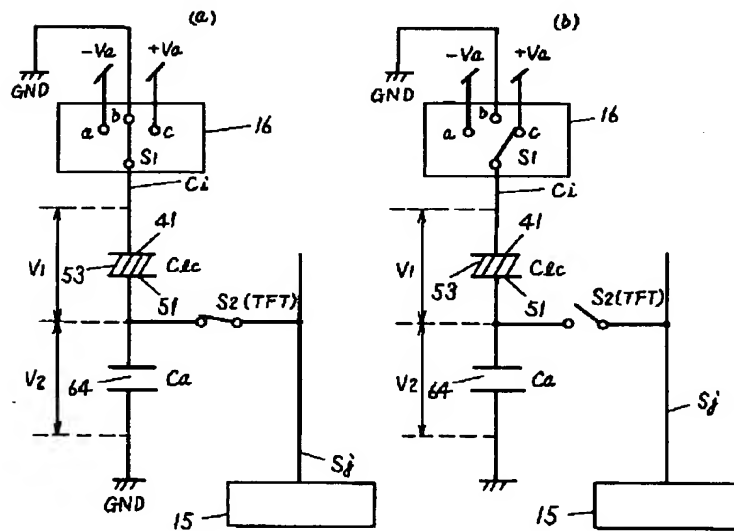 (a)
-Va +Va
GND
b
a c
16
S1
Ci
V1
41
53 Clc
51
S2(TFT)
V2
64 Ca
Sj
GND
15
(b)
-Va +Va
GND
b
a c
16
S1
Ci
V1
41
53 Clc
51
S2(TFT)
V2
64 Ca
Sj
15